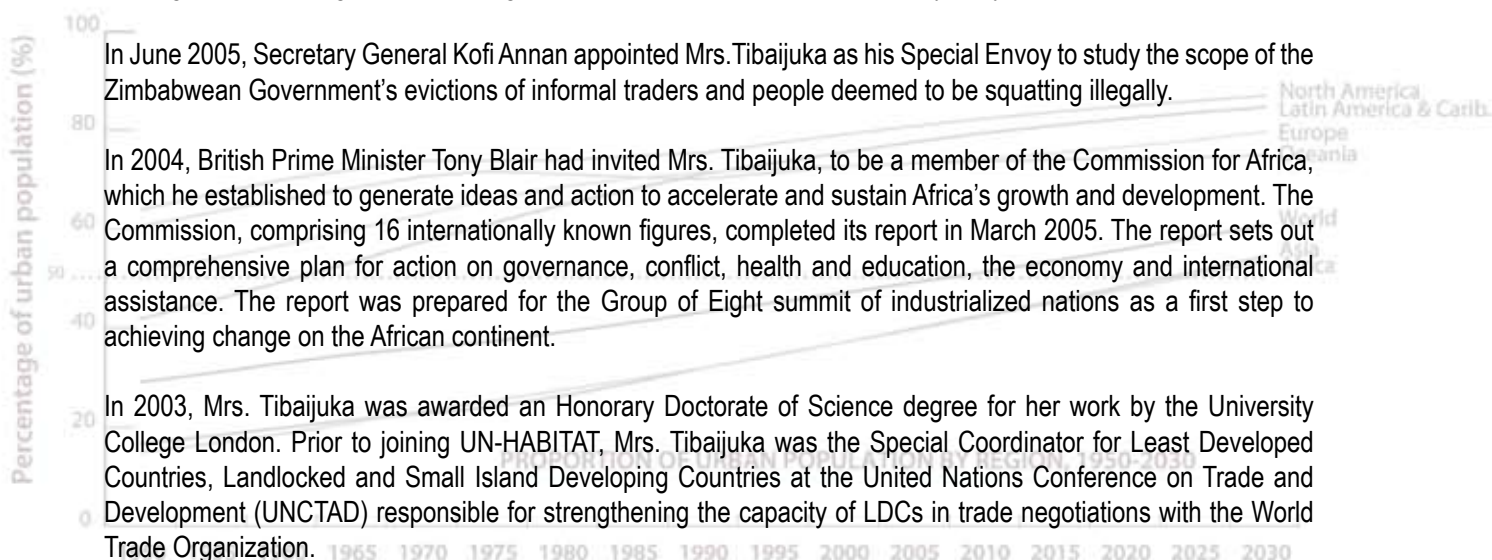 In June 2005, Secretary General Kofi Annan appointed Mrs.Tibaijuka as his Special Envoy to study the scope of the
Zimbabwean Government's evictions of informal traders and people deemed to be squatting illegally.
In 2004, British Prime Minister Tony Blair had invited Mrs. Tibaijuka, to be a member of the Commission for Africa,
which he established to generate ideas and action to accelerate and sustain Africa's growth and development. The
Commission, comprising 16 internationally known figures, completed its report in March 2005. The report sets out
a comprehensive plan for action on governance, conflict, health and education, the economy and international
assistance. The report was prepared for the Group of Eight summit of industrialized nations as a first step to
achieving change on the African continent.
In 2003, Mrs. Tibaijuka was awarded an Honorary Doctorate of Science degree for her work by the University
College London. Prior to joining UN-HABITAT, Mrs. Tibaijuka was the Special Coordinator for Least Developed
Countries, Landlocked and Small Island Developing Countries at the United Nations Conference on Trade and
Development (UNCTAD) responsible for strengthening the capacity of LDCs in trade negotiations with the World
Trade Organization.
Percentage of urban population (%)
100
80
60
50
40
20
0
North America
Latin America & Carib.
Europe
Oceania
World
Asia
PROPORTION OF URBAN POPULATION BY REGION, 1950-2030
1965 1970 1975 1980 1985 1990 1995 2000 2005 2010 2015 2020 2025 2030